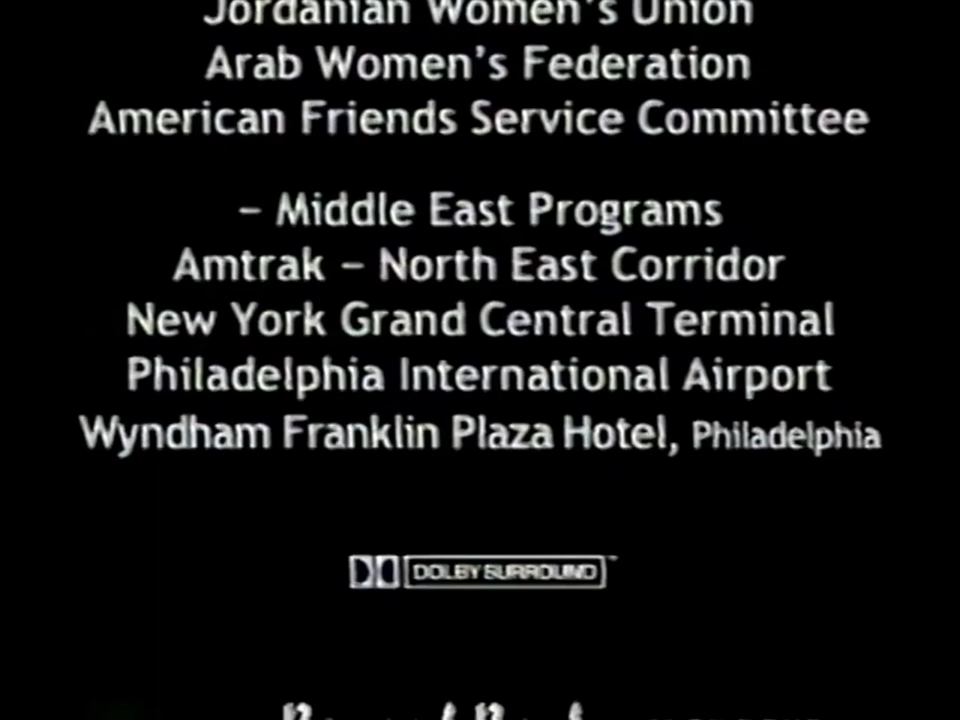 Jordanian Women's Union
Arab Women's Federation
American Friends Service Committee
– Middle East Programs
Amtrak – North East Corridor
New York Grand Central Terminal
Philadelphia International Airport
Wyndham Franklin Plaza Hotel, Philadelphia
DOLBY SURROUND